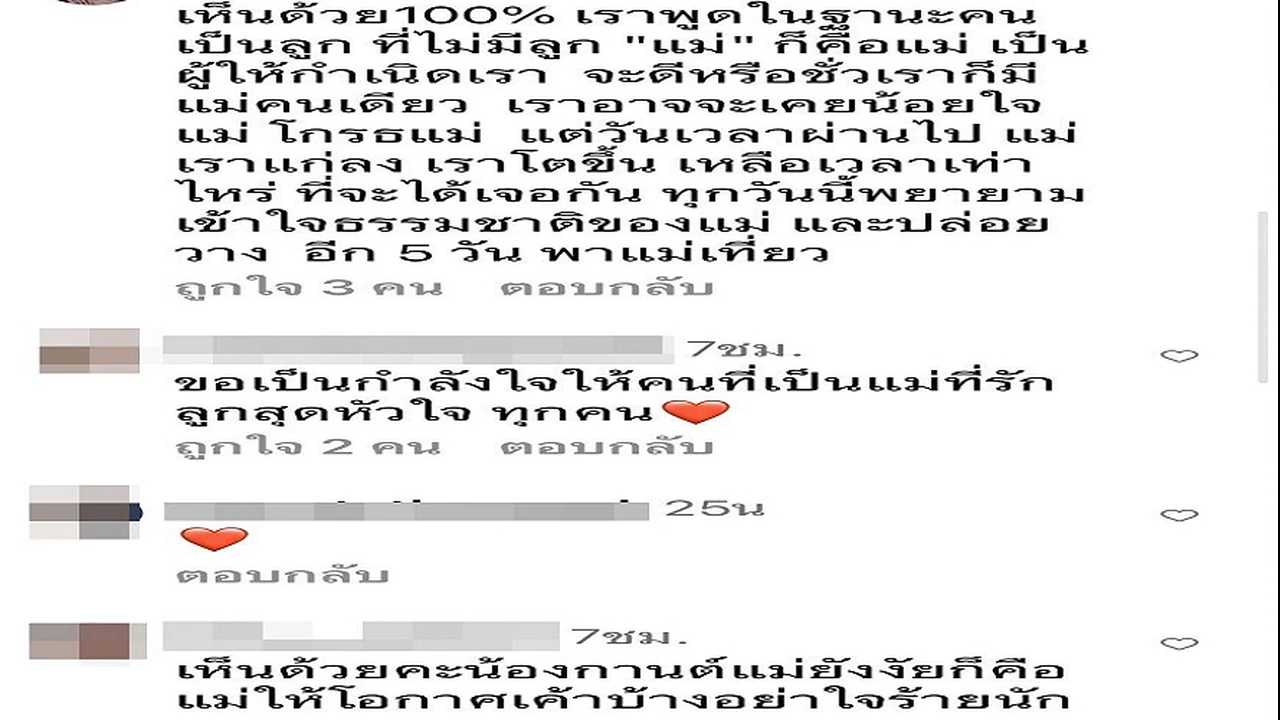 เห็นด้วย100% เราพูดในฐานะคน
เป็นลูก ที่ไม่มีลูก "แม่" ก็คือแม่ เป็น
ผู้ให้กำเนิดเรา จะดีหรือชั่วเราก็มี
แม่คนเดียว เราอาจจะเคยน้อยใจ
แม่ โกรธแม่ แต่วันเวลาผ่านไป แม่
เราแก่ลง เราโตขึ้น เหลือเวลาเท่า
ไหร่ ที่จะได้เจอกัน ทุกวันนี้พยายาม
เข้าใจธรรมชาติของแม่ และปล่อย
วาง อีก 5 วัน พาแม่เที่ยว
ถูกใจ 3 คน ตอบกลับ
7ชม.
ขอเป็นกำลังใจให้คนที่เป็นแม่ที่รัก
ลูกสุดหัวใจ ทุกคน❤️
ถูกใจ 2 คน ตอบกลับ
25น
❤️
ตอบกลับ
7ชม.
เห็นด้วยคะน้องกานต์แม่ยังงัยก็คือ
แม่ให้โอกาศเค้าบ้างอย่าใจร้ายนัก